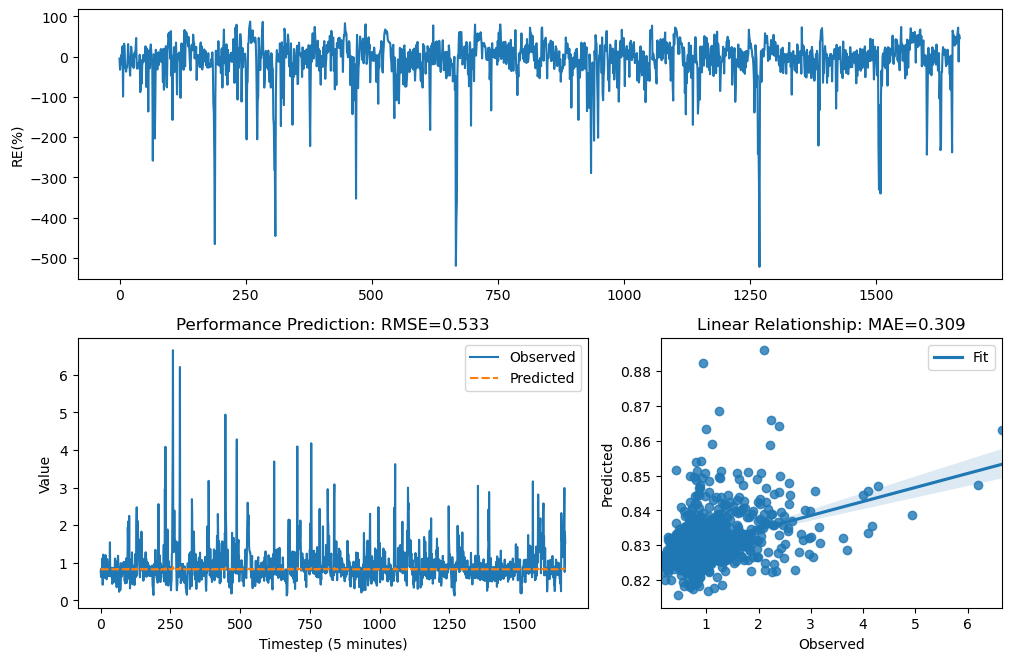 100
0
−100
−200
−300
−400
−500
RE(%)
0 250 500 750 1000 1250 1500
Performance Prediction: RMSE=0.533
Observed
Predicted
6
5
4
3
2
1
0
Value
0 250 500 750 1000 1250 1500
Timestep (5 minutes)
Linear Relationship: MAE=0.309
Fit
0.88
0.87
0.86
0.85
0.84
0.83
0.82
Predicted
1 2 3 4 5 6
Observed